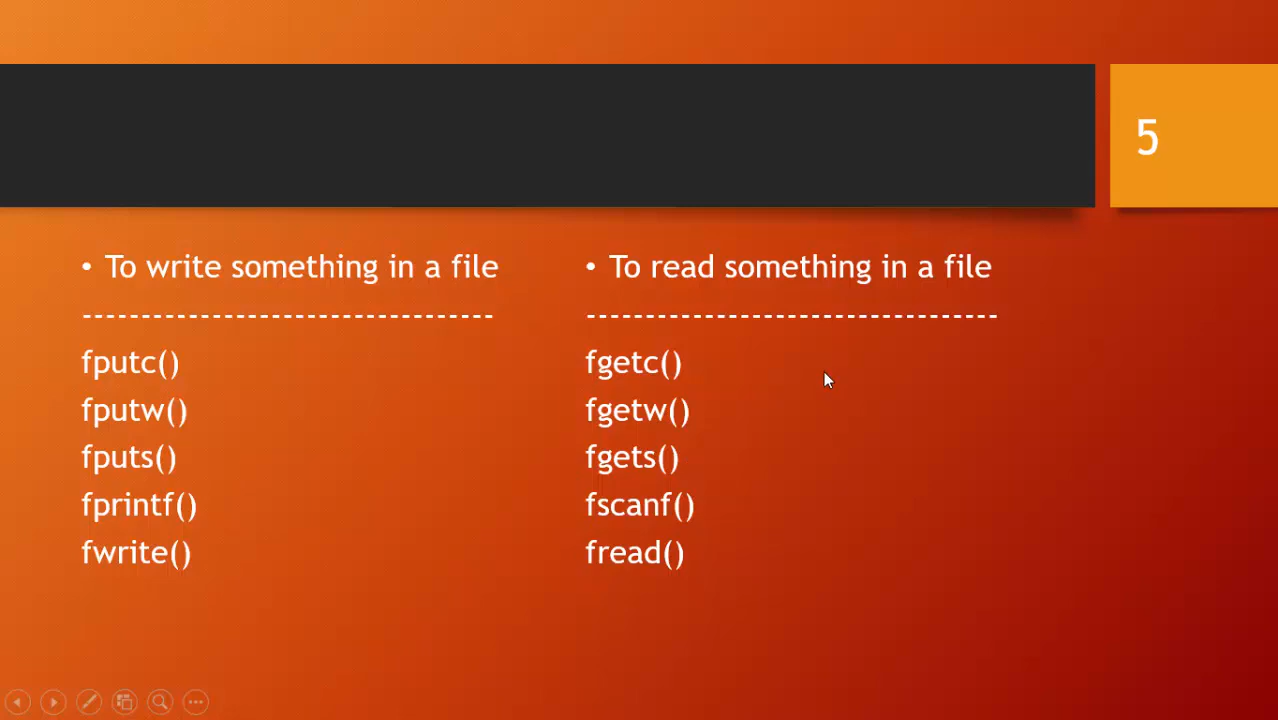 5
• To write something in a file
-----------------------------------
fputc()
fputw()
fputs()
fprintf()
fwrite()
• To read something in a file
-----------------------------------
fgetc()
fgetw()
fgets()
fscanf()
fread()